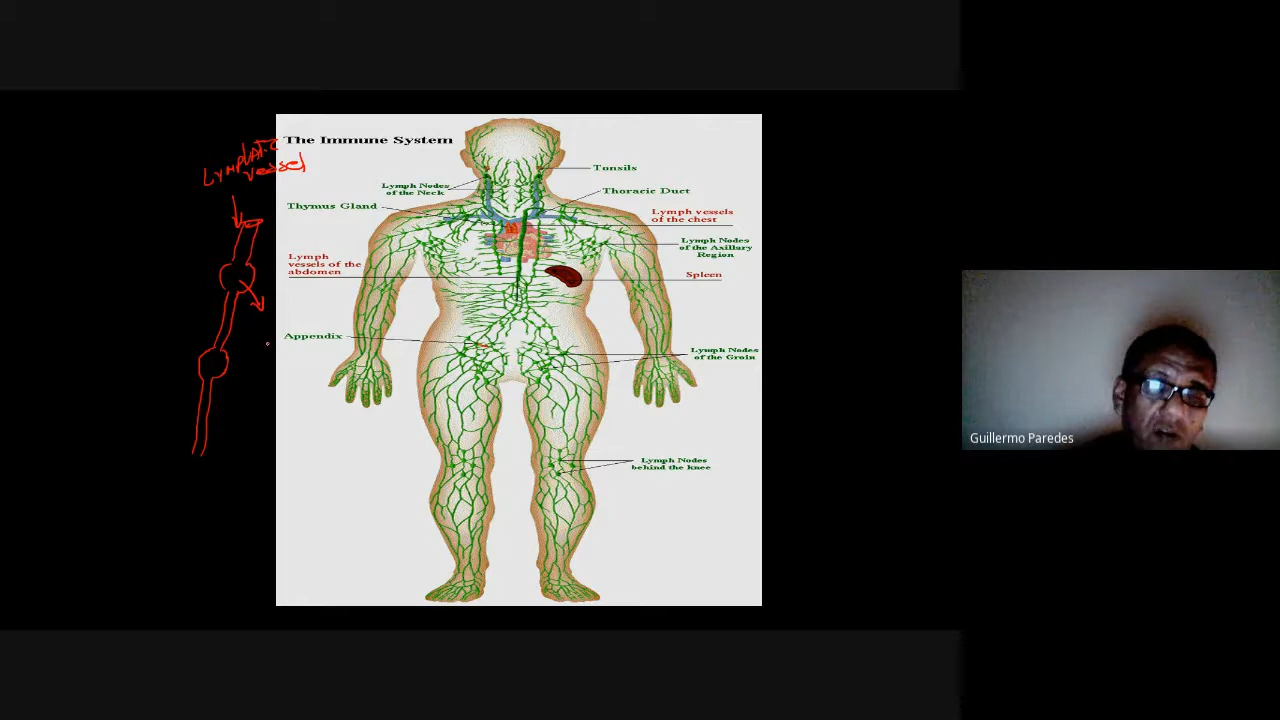 The Immune System
LYMPHATIC
vessel
Tonsils
Lymph Nodes
of the Neck
Thoracic Duct
Thymus Gland
Lymph vessels
of the chest
Lymph Nodes
of the Axillary
Region
Lymph
vessels of the
abdomen
Spleen
Appendix
Lymph Nodes
of the Groin
Lymph Nodes
behind the knee
Guillermo Paredes